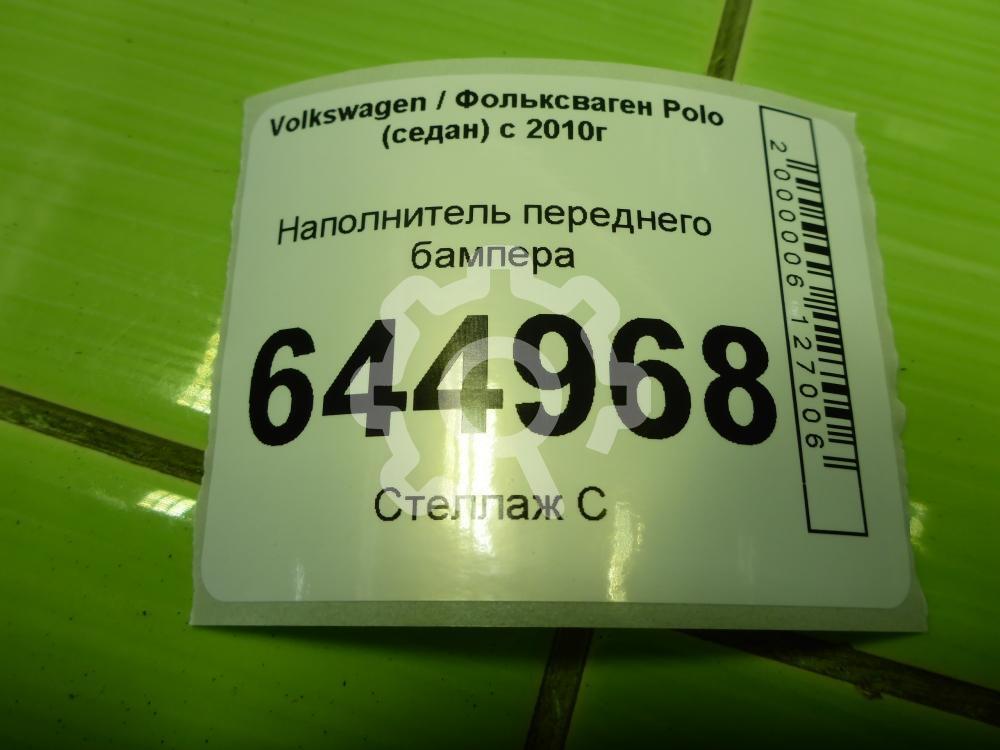 Volkswagen / Фольксваген Polo
(седан) с 2010г
Наполнитель переднего
бампера
644968
Стеллаж С
2000006127006